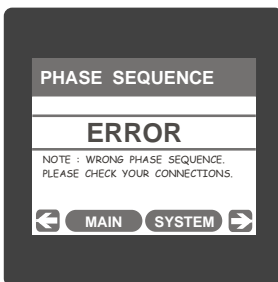 PHASE SEQUENCE
ERROR
NOTE : WRONG PHASE SEQUENCE.
PLEASE CHECK YOUR CONNECTIONS.
MAIN SYSTEM